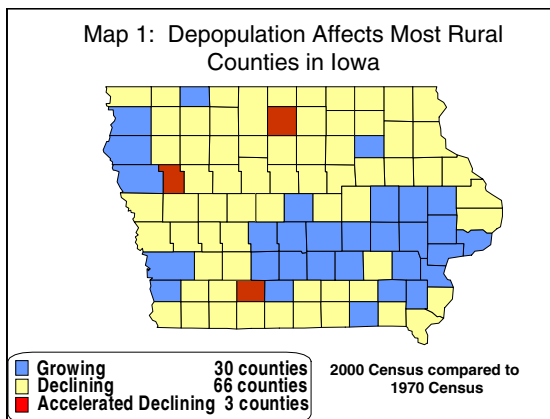 Map 1: Depopulation Affects Most Rural
Counties in Iowa
Growing 30 counties
Declining 66 counties
Accelerated Declining 3 counties
2000 Census compared to
1970 Census